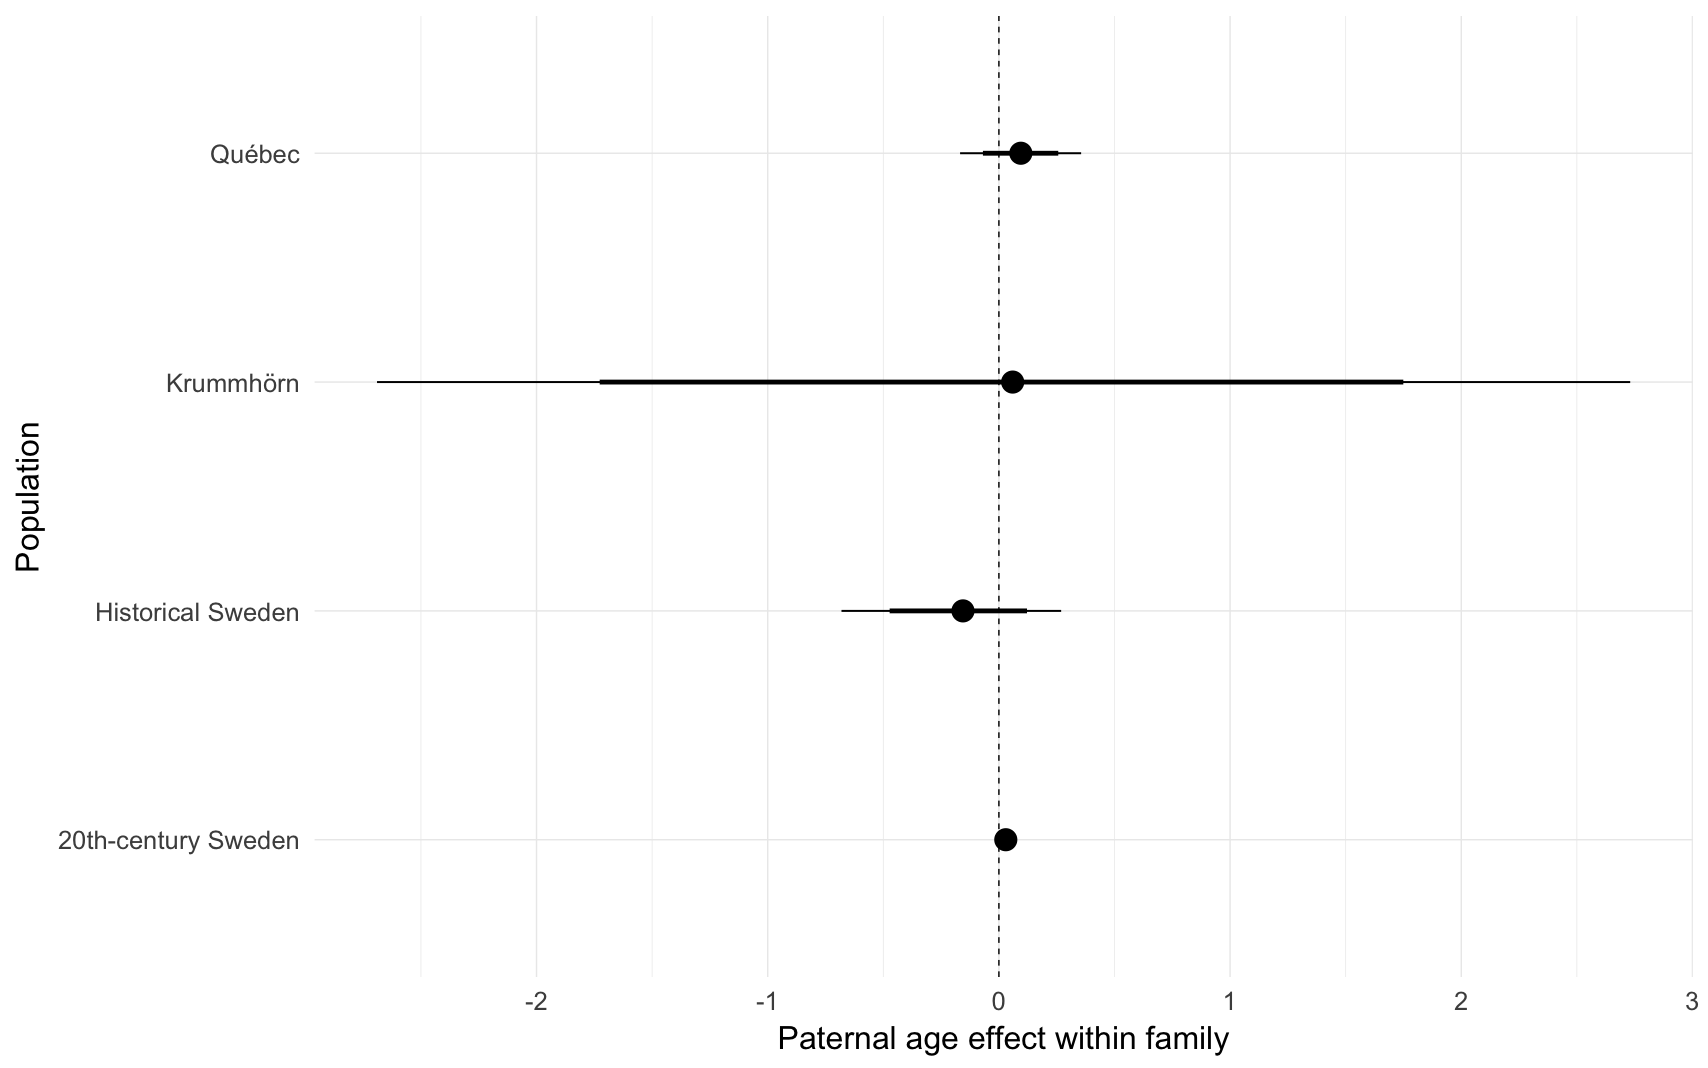 Population
Québec
Krummhörn
Historical Sweden
20th-century Sweden
-2 -1 0 1 2 3
Paternal age effect within family